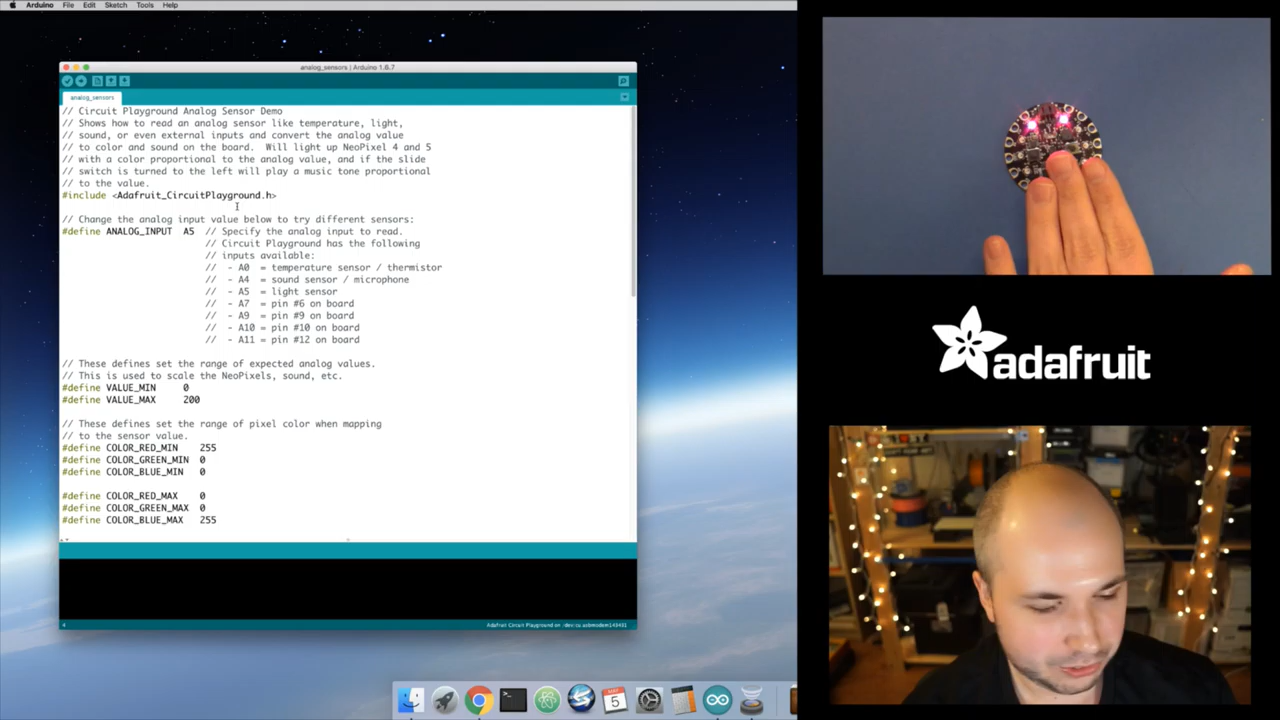 Arduino File Edit Sketch Tools Help
analog_sensors | Arduino 1.6.7
analog_sensors
// Circuit Playground Analog Sensor Demo
// Shows how to read an analog sensor like temperature, light,
// sound, or even external inputs and convert the analog value
// to color and sound on the board.  Will light up NeoPixel 4 and 5
// with a color proportional to the analog value, and if the slide
// switch is turned to the left will play a music tone proportional
// to the value.
#include <Adafruit_CircuitPlayground.h>
// Change the analog input value below to try different sensors:
#define ANALOG_INPUT  A5  // Specify the analog input to read.
// Circuit Playground has the following
// inputs available:
//  - A0  = temperature sensor / thermistor
//  - A4  = sound sensor / microphone
//  - A5  = light sensor
//  - A7  = pin #6 on board
//  - A9  = pin #9 on board
//  - A10 = pin #10 on board
//  - A11 = pin #12 on board
// These defines set the range of expected analog values.
// This is used to scale the NeoPixels, sound, etc.
#define VALUE_MIN     0
#define VALUE_MAX     200
// These defines set the range of pixel color when mapping
// to the sensor value.
#define COLOR_RED_MIN    255
#define COLOR_GREEN_MIN  0
#define COLOR_BLUE_MIN   0
#define COLOR_RED_MAX    0
#define COLOR_GREEN_MAX  0
#define COLOR_BLUE_MAX   255
4
Adafruit Circuit Playground on
5
adafruit